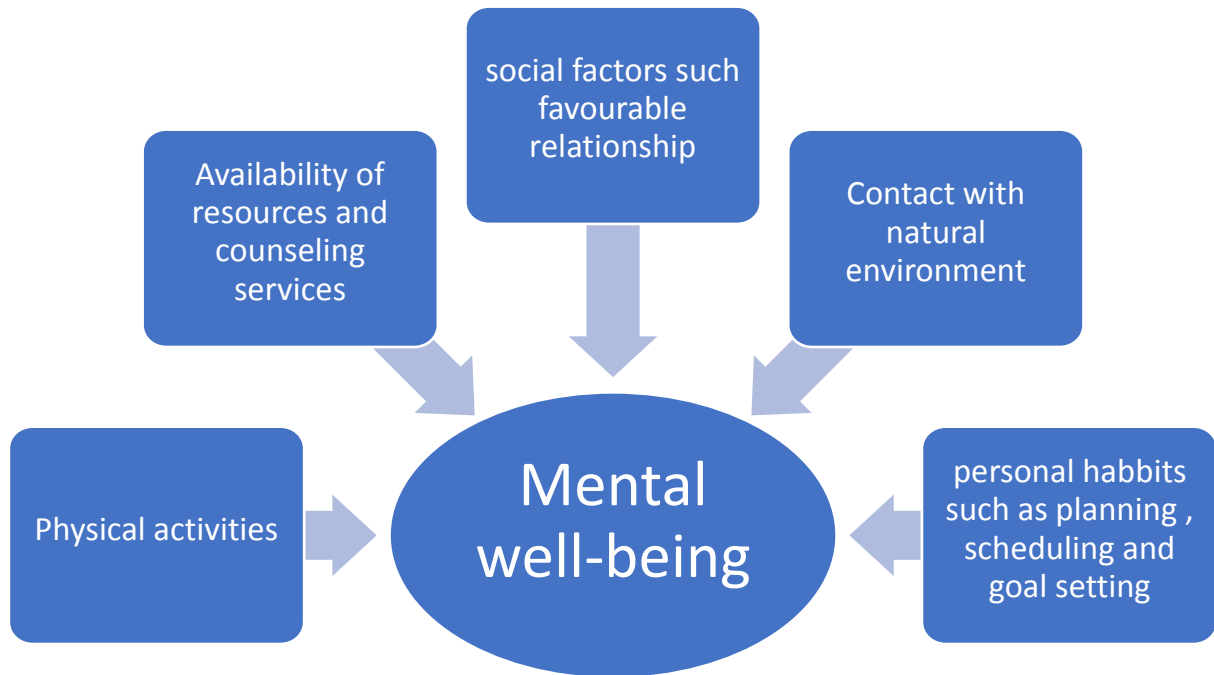 social factors such
favourable
relationship
Availability of
resources and
counseling
services
Contact with
natural
environment
Physical activities
Mental
well-being
personal habbits
such as planning ,
scheduling and
goal setting